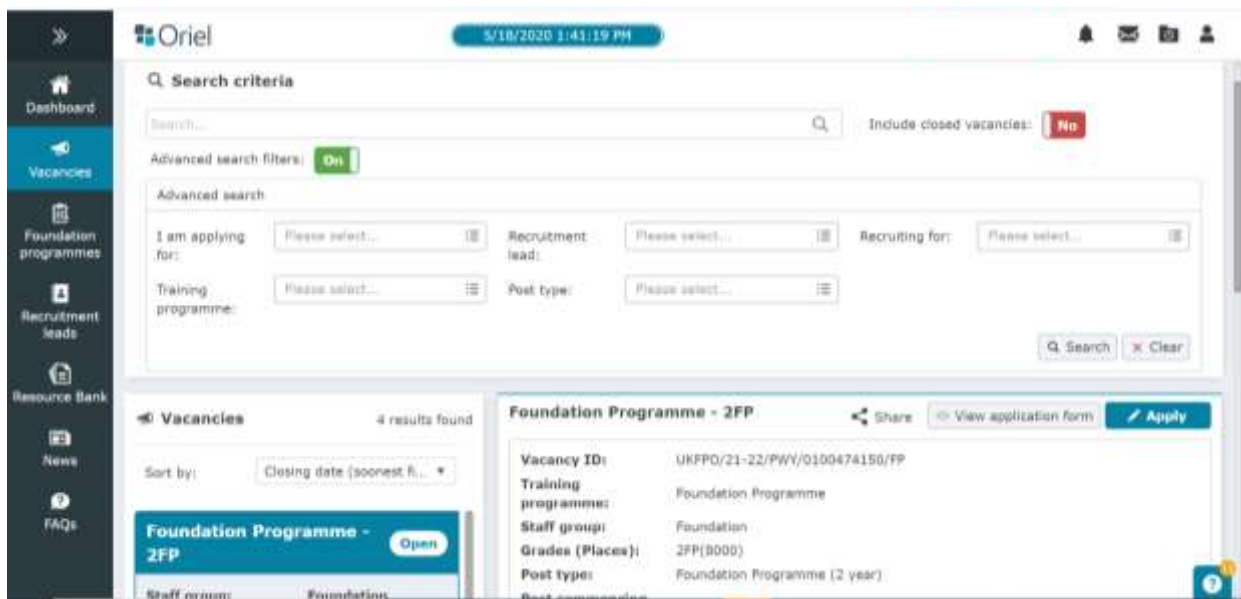 Oriel
5/18/2020 1:41:19 PM
Dashboard
Vacancies
Foundation
programmes
Recruitment
leads
Resource Bank
News
FAQs
Search criteria
Search...
Include closed vacancies: No
Advanced search filters: On
Advanced search
I am applying
for:
Please select...
Recruitment
lead:
Please select...
Recruiting for:
Please select...
Training
programme:
Please select...
Post type:
Please select...
Search
Clear
Vacancies
4 results found
Sort by:
Closing date (soonest fi...
Foundation Programme -
2FP
Open
Staff group: Foundation
Foundation Programme - 2FP
Share
View application form
Apply
Vacancy ID: UKFPO/21-22/PWY/0100474150/FP
Training
programme:
Foundation Programme
Staff group: Foundation
Grades (Places): 2FP(8000)
Post type: Foundation Programme (2 year)
Post commencing